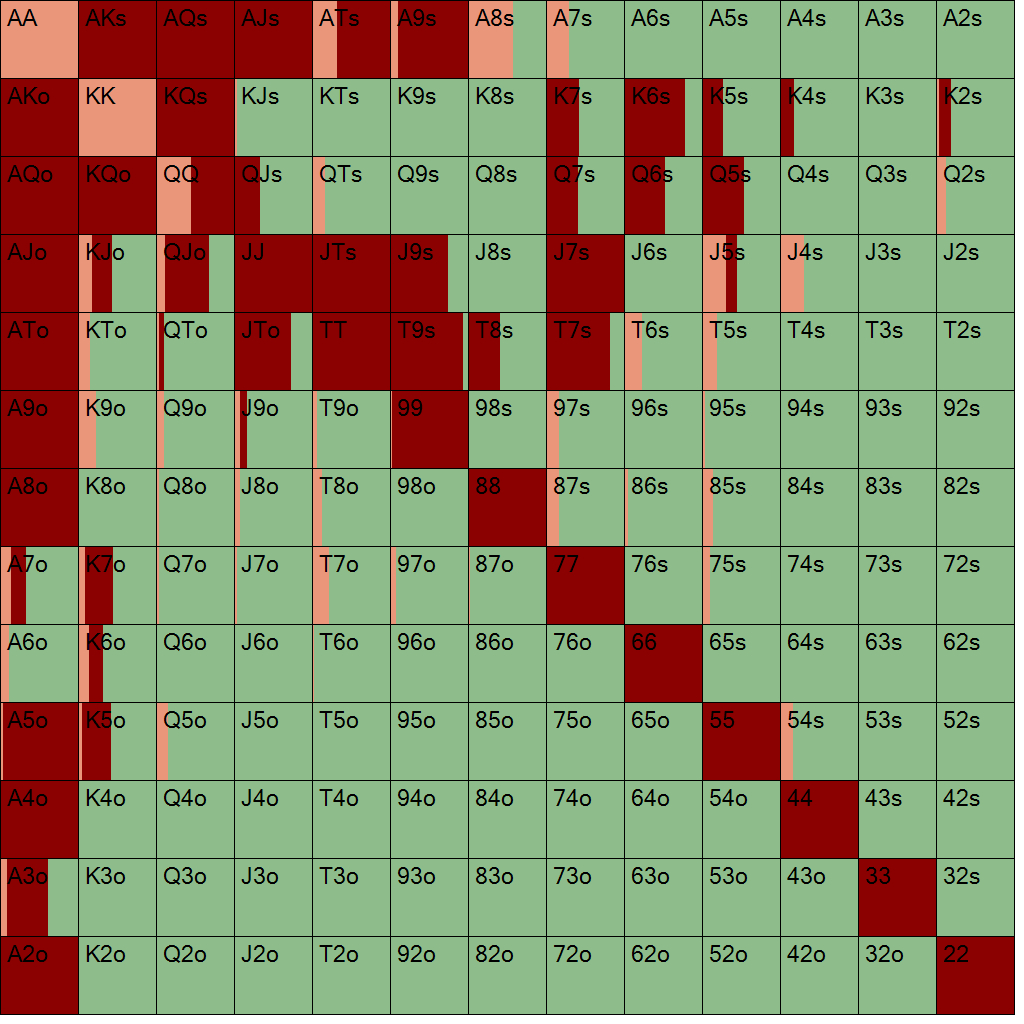 AA AKs AQs AJs ATs A9s A8s A7s A6s A5s A4s A3s A2s
AKo KK KQs KJs KTs K9s K8s K7s K6s K5s K4s K3s K2s
AQo KQo QQ QJs QTs Q9s Q8s Q7s Q6s Q5s Q4s Q3s Q2s
AJo KJo QJo JJ JTs J9s J8s J7s J6s J5s J4s J3s J2s
ATo KTo QTo JTo TT T9s T8s T7s T6s T5s T4s T3s T2s
A9o K9o Q9o J9o T9o 99 98s 97s 96s 95s 94s 93s 92s
A8o K8o Q8o J8o T8o 98o 88 87s 86s 85s 84s 83s 82s
A7o K7o Q7o J7o T7o 97o 87o 77 76s 75s 74s 73s 72s
A6o K6o Q6o J6o T6o 96o 86o 76o 66 65s 64s 63s 62s
A5o K5o Q5o J5o T5o 95o 85o 75o 65o 55 54s 53s 52s
A4o K4o Q4o J4o T4o 94o 84o 74o 64o 54o 44 43s 42s
A3o K3o Q3o J3o T3o 93o 83o 73o 63o 53o 43o 33 32s
A2o K2o Q2o J2o T2o 92o 82o 72o 62o 52o 42o 32o 22